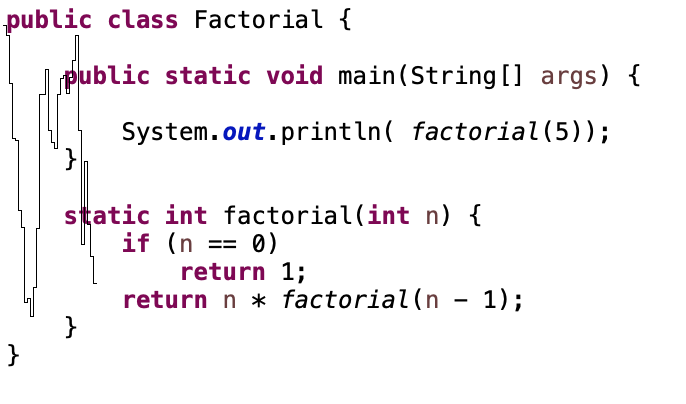 public class Factorial {
public static void main(String[] args) {
System.out.println( factorial(5));
}
static int factorial(int n) {
if (n == 0)
return 1;
return n * factorial(n - 1);
}
}